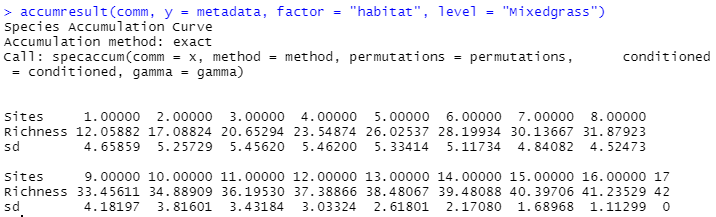 > accumresult(comm, y = metadata, factor = "habitat", level = "Mixedgrass")
Species Accumulation Curve
Accumulation method: exact
Call: specaccum(comm = x, method = method, permutations = permutations,      conditioned
 = conditioned, gamma = gamma)
Sites     1.00000  2.00000  3.00000  4.00000  5.00000  6.00000  7.00000  8.00000
Richness 12.05882 17.08824 20.65294 23.54874 26.02537 28.19934 30.13667 31.87923
sd        4.65859  5.25729  5.45620  5.46200  5.33414  5.11734  4.84082  4.52473
Sites     9.00000 10.00000 11.00000 12.00000 13.00000 14.00000 15.00000 16.00000 17
Richness 33.45611 34.88909 36.19530 37.38866 38.48067 39.48088 40.39706 41.23529 42
sd        4.18197  3.81601  3.43184  3.03324  2.61801  2.17080  1.68968  1.11299  0